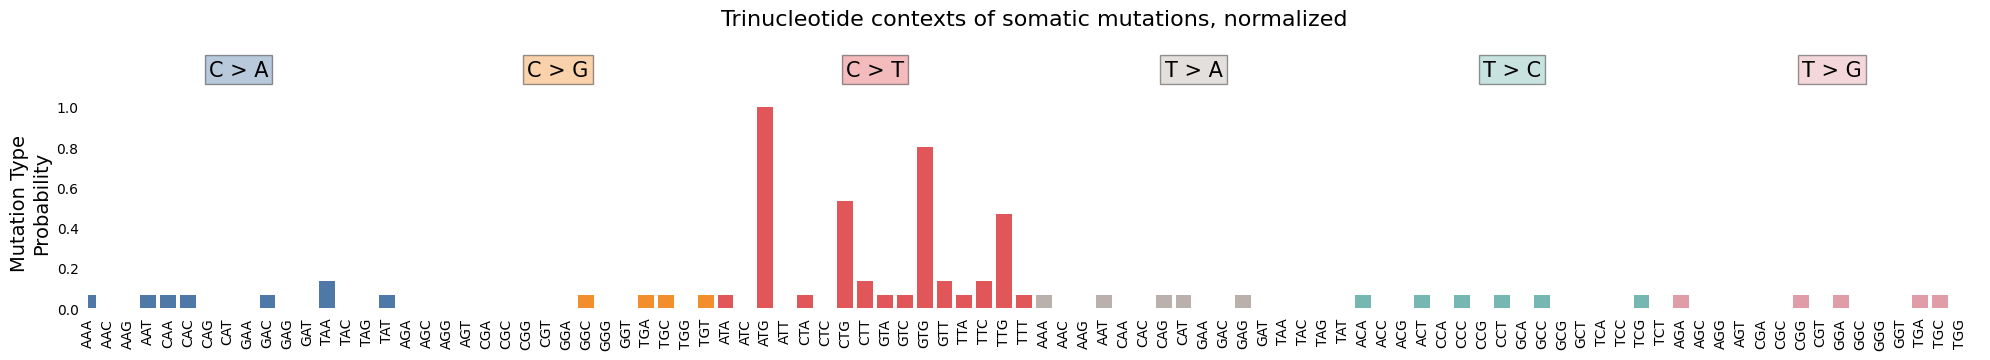 Trinucleotide contexts of somatic mutations, normalized
C > A
C > G
C > T
T > A
T > C
T > G
Mutation Type
Probability
1.0
0.8
0.6
0.4
0.2
0.0
AAA AAC AAG AAT CAA CAC CAG CAT GAA GAC GAG GAT TAA TAC TAG TAT AGA AGC AGG AGT CGA CGC CGG CGT GGA GGC GGG GGT TGA TGC TGG TGT ATA ATC ATG ATT CTA CTC CTG CTT GTA GTC GTG GTT TTA TTC TTG TTT AAA AAC AAG AAT CAA CAC CAG CAT GAA GAC GAG GAT TAA TAC TAG TAT ACA ACC ACG ACT CCA CCC CCG CCT GCA GCC GCG GCT TCA TCC TCG TCT AGA AGC AGG AGT CGA CGC CGG CGT GGA GGC GGG GGT TGA TGC TGG